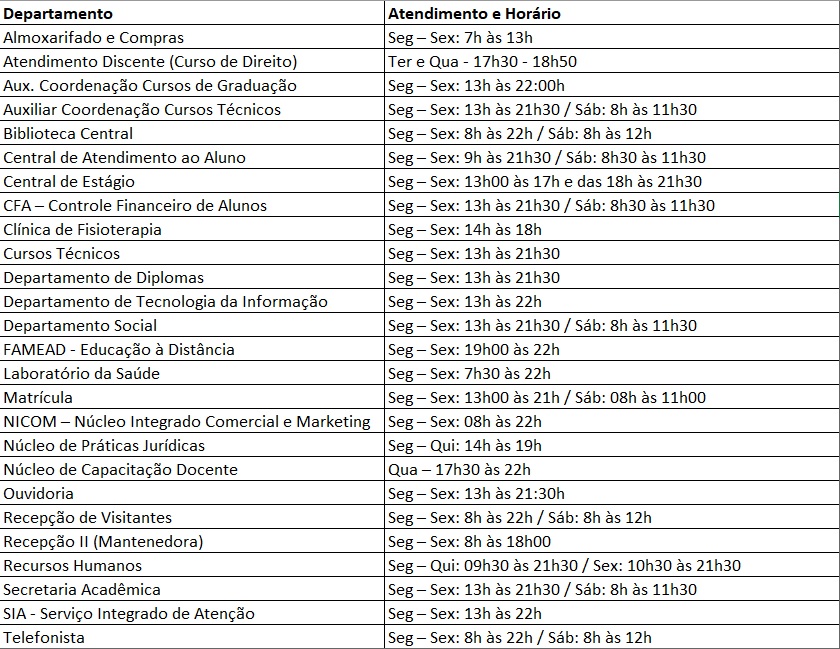 Departamento Atendimento e Horário
Almoxarifado e Compras Seg – Sex: 7h às 13h
Atendimento Discente (Curso de Direito) Ter e Qua - 17h30 - 18h50
Aux. Coordenação Cursos de Graduação Seg – Sex: 13h às 22:00h
Auxiliar Coordenação Cursos Técnicos Seg – Sex: 13h às 21h30 / Sáb: 8h às 11h30
Biblioteca Central Seg – Sex: 8h às 22h / Sáb: 8h às 12h
Central de Atendimento ao Aluno Seg – Sex: 9h às 21h30 / Sáb: 8h30 às 11h30
Central de Estágio Seg – Sex: 13h00 às 17h e das 18h às 21h30
CFA – Controle Financeiro de Alunos Seg – Sex: 13h às 21h30 / Sáb: 8h30 às 11h30
Clínica de Fisioterapia Seg – Sex: 14h às 18h
Cursos Técnicos Seg – Sex: 13h às 21h30
Departamento de Diplomas Seg – Sex: 13h às 21h30
Departamento de Tecnologia da Informação Seg – Sex: 13h às 22h
Departamento Social Seg – Sex: 13h às 21h30 / Sáb: 8h às 11h30
FAMEAD - Educação à Distância Seg – Sex: 19h00 às 22h
Laboratório da Saúde Seg – Sex: 7h30 às 22h
Matrícula Seg – Sex: 13h00 às 21h / Sáb: 08h às 11h00
NICOM – Núcleo Integrado Comercial e Marketing Seg – Sex: 08h às 22h
Núcleo de Práticas Jurídicas Seg – Qui: 14h às 19h
Núcleo de Capacitação Docente Qua – 17h30 às 22h
Ouvidoria Seg – Sex: 13h às 21:30h
Recepção de Visitantes Seg – Sex: 8h às 22h / Sáb: 8h às 12h
Recepção II (Mantenedora) Seg – Sex: 8h às 18h00
Recursos Humanos Seg – Qui: 09h30 às 21h30 / Sex: 10h30 às 21h30
Secretaria Acadêmica Seg – Sex: 13h às 21h30 / Sáb: 8h às 11h30
SIA - Serviço Integrado de Atenção Seg – Sex: 13h às 22h
Telefonista Seg – Sex: 8h às 22h / Sáb: 8h às 12h